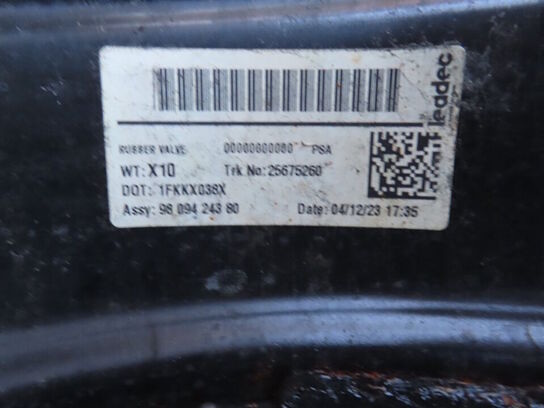 RUBBER VALVE 00000000000 PSA
WT: X10 Trk No: 25675260
DOT: 1FKKX038X
Assy: 98 094 243 80 Date: 04/12/23 17:35
leadec